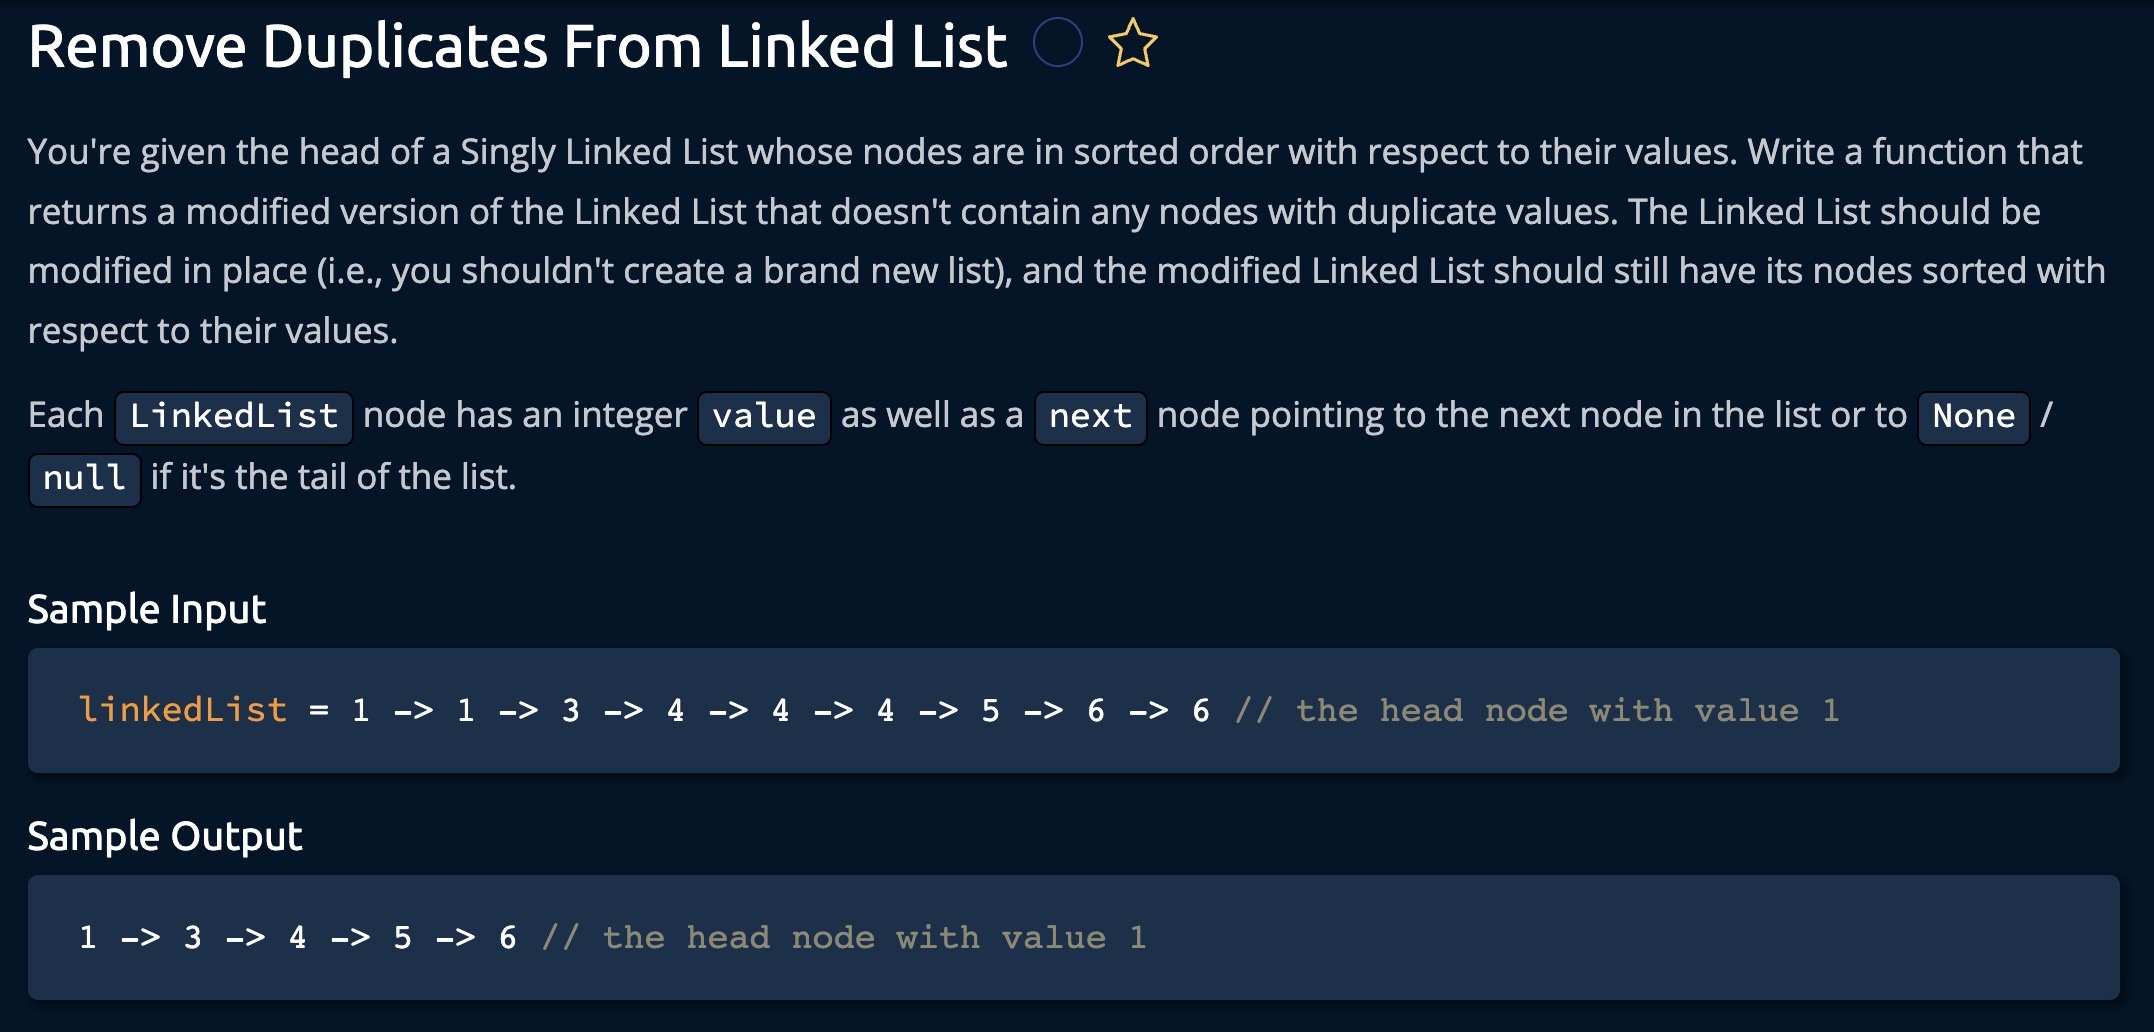 Remove Duplicates From Linked List
You're given the head of a Singly Linked List whose nodes are in sorted order with respect to their values. Write a function that
returns a modified version of the Linked List that doesn't contain any nodes with duplicate values. The Linked List should be
modified in place (i.e., you shouldn't create a brand new list), and the modified Linked List should still have its nodes sorted with
respect to their values.
Each LinkedList node has an integer value as well as a next node pointing to the next node in the list or to None /
null if it's the tail of the list.
Sample Input
linkedList = 1 -> 1 -> 3 -> 4 -> 4 -> 4 -> 5 -> 6 -> 6 // the head node with value 1
Sample Output
1 -> 3 -> 4 -> 5 -> 6 // the head node with value 1